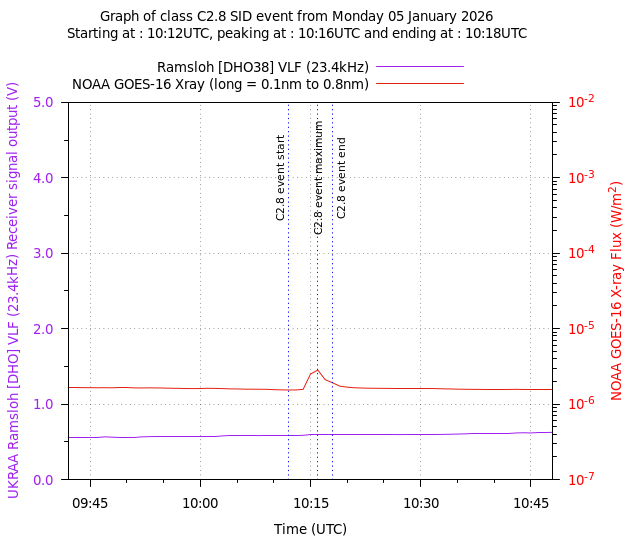 Graph of class C2.8 SID event from Monday 05 January 2026
Starting at : 10:12UTC, peaking at : 10:16UTC and ending at : 10:18UTC
Ramsloh [DHO38] VLF (23.4kHz)
NOAA GOES-16 Xray (long = 0.1nm to 0.8nm)
UKRAA Ramsloh [DHO] VLF (23.4kHz) Receiver signal output (V)
5.0
4.0
3.0
2.0
1.0
0.0
C2.8 event start
C2.8 event maximum
C2.8 event end
10^-2
10^-3
10^-4
10^-5
10^-6
10^-7
NOAA GOES-16 X-ray Flux (W/m^2)
09:45 10:00 10:15 10:30 10:45
Time (UTC)